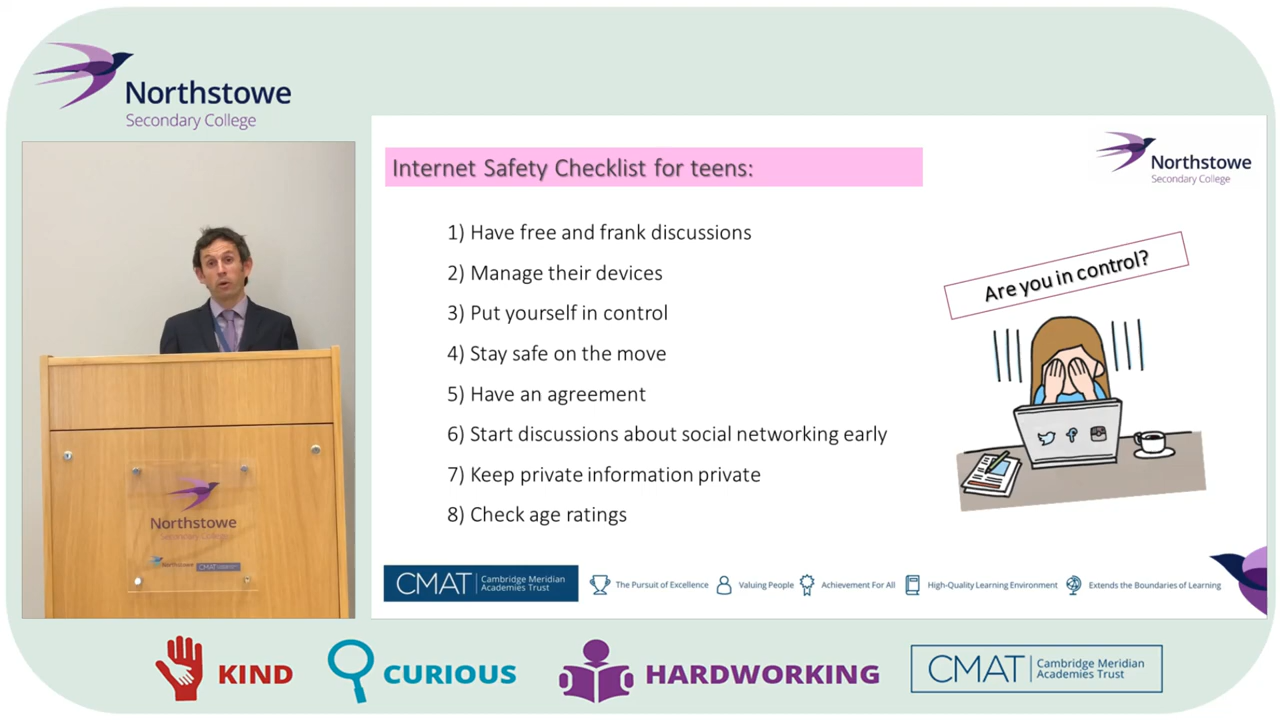 Northstowe
Secondary College
Internet Safety Checklist for teens:
Northstowe
Secondary College
1) Have free and frank discussions
2) Manage their devices
3) Put yourself in control
4) Stay safe on the move
5) Have an agreement
6) Start discussions about social networking early
7) Keep private information private
8) Check age ratings
Are you in control?
Northstowe
Secondary College
Northstowe
CMAT
CMAT
Cambridge Meridian
Academies Trust
The Pursuit of Excellence
Valuing People
Achievement For All
High-Quality Learning Environment
Extends the Boundaries of Learning
KIND
CURIOUS
HARDWORKING
CMAT
Cambridge Meridian
Academies Trust